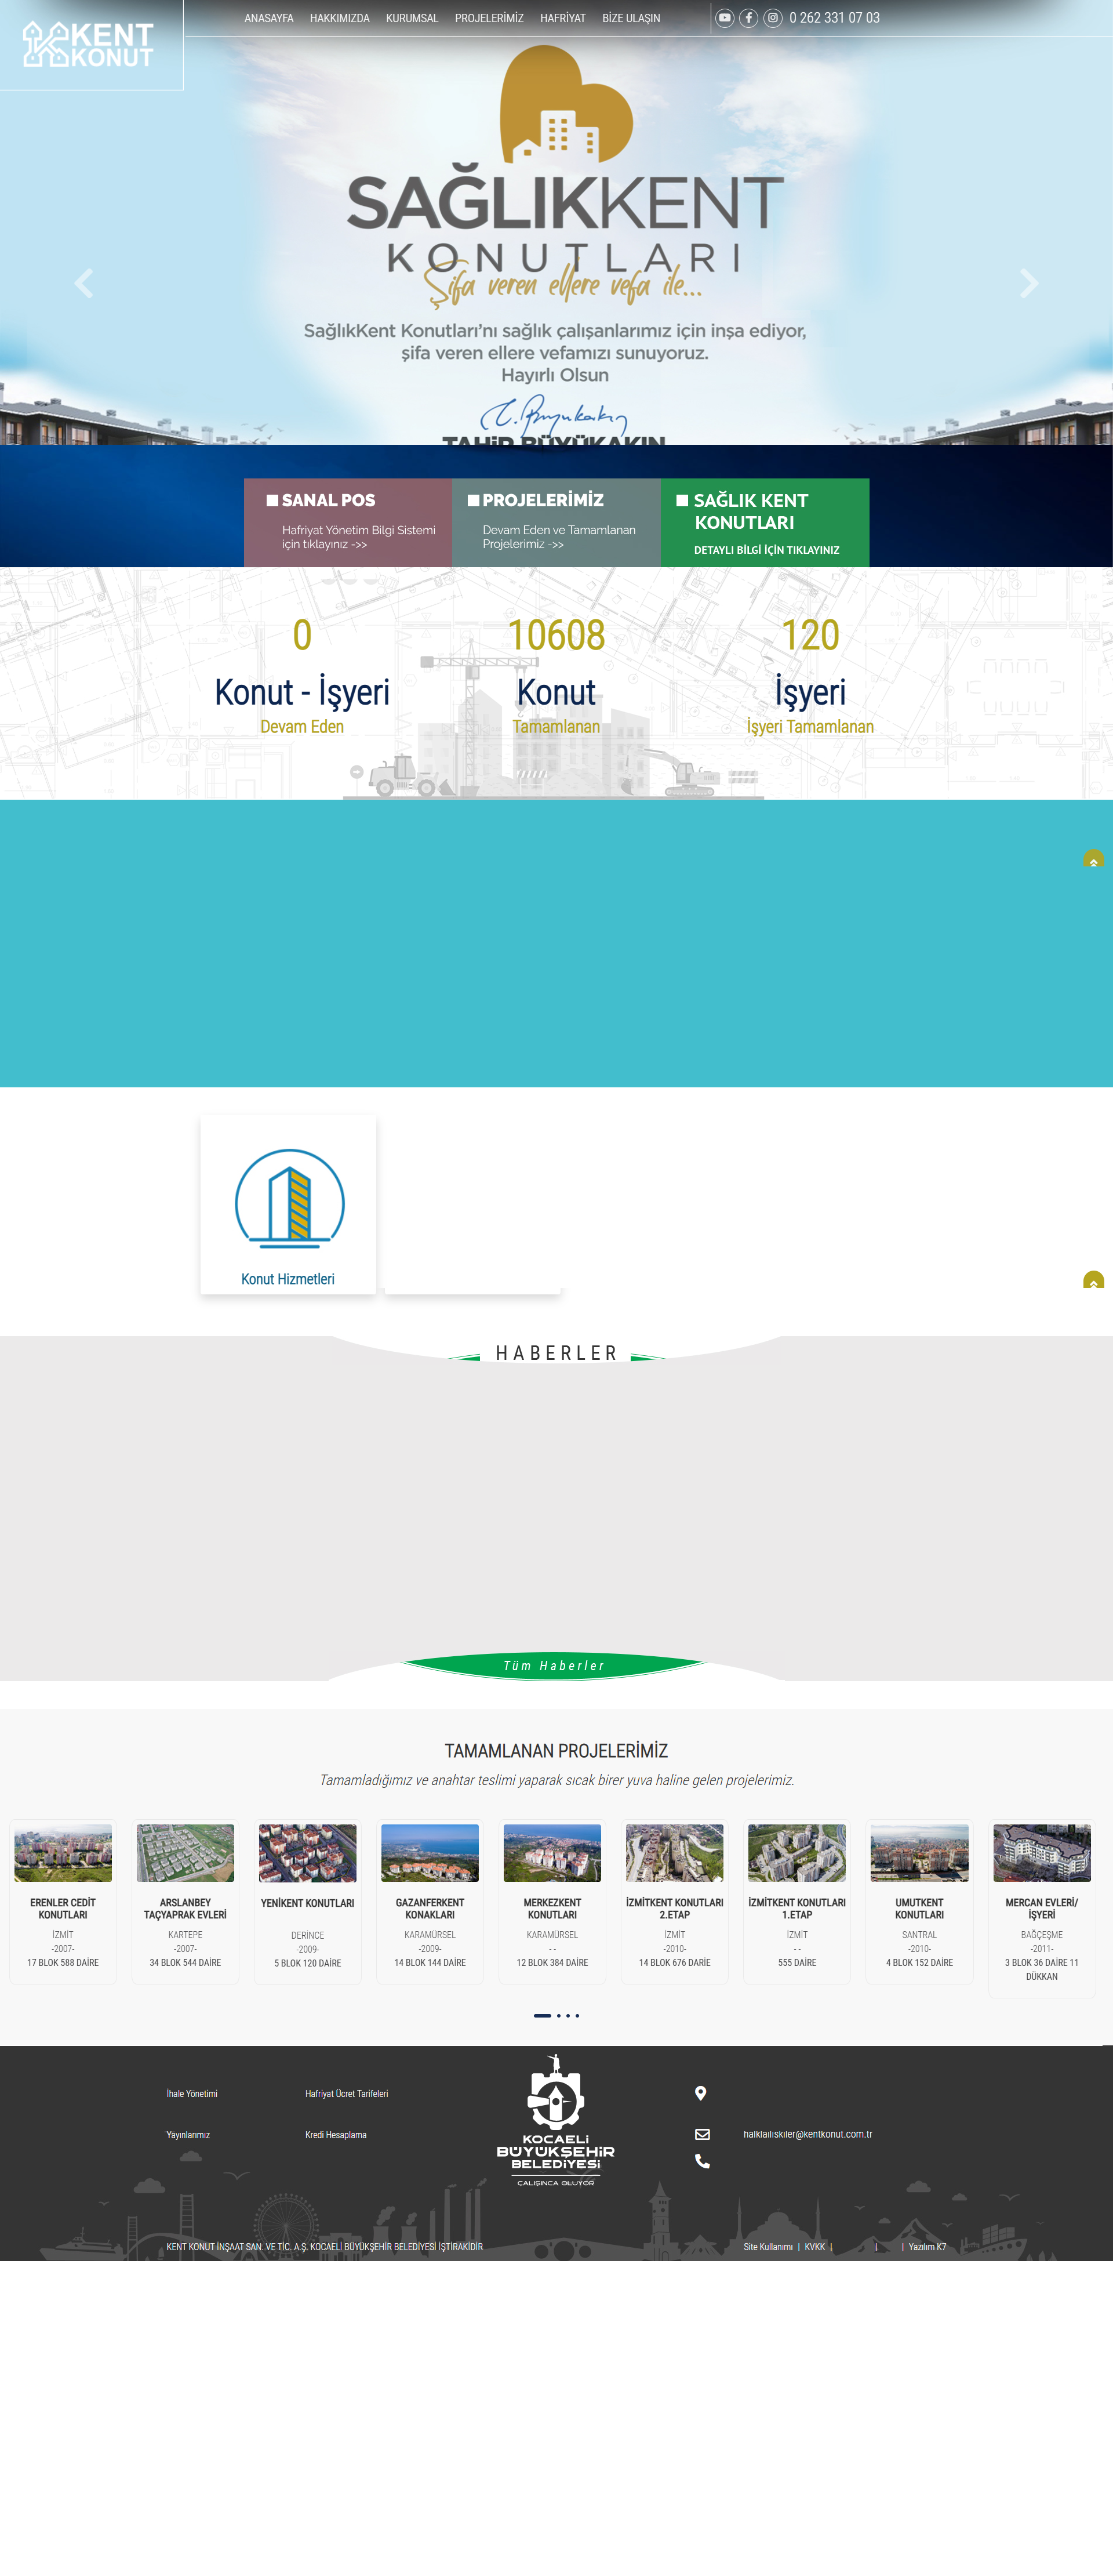 KENT
KONUT
ANASAYFA HAKKIMIZDA KURUMSAL PROJELERİMİZ HAFRİYAT BİZE ULAŞIN
0 262 331 07 03
SAĞLIKKENT
KONUTLARI
Şifa veren ellere vefa ile...
SağlıkKent Konutları'nı sağlık çalışanlarımız için inşa ediyor,
şifa veren ellere vefamızı sunuyoruz.
Hayırlı Olsun
TAHİR BÜYÜKAKIN
SANAL POS
Hafriyat Yönetim Bilgi Sistemi
için tıklayınız ->>
PROJELERİMİZ
Devam Eden ve Tamamlanan
Projelerimiz ->>
SAĞLIK KENT
KONUTLARI
DETAYLI BİLGİ İÇİN TIKLAYINIZ
0
Konut - İşyeri
Devam Eden
10608
Konut
Tamamlanan
120
İşyeri
İşyeri Tamamlanan
Konut Hizmetleri
HABERLER
Tüm Haberler
TAMAMLANAN PROJELERİMİZ
Tamamladığımız ve anahtar teslimi yaparak sıcak birer yuva haline gelen projelerimiz.
ERENLER CEDİT
KONUTLARI
İZMİT
-2007-
17 BLOK 588 DAİRE
ARSLANBEY
TAÇYAPRAK EVLERİ
KARTEPE
-2007-
34 BLOK 544 DAİRE
YENİKENT KONUTLARI
DERİNCE
-2009-
5 BLOK 120 DAİRE
GAZANFERKENT
KONAKLARI
KARAMÜRSEL
-2009-
14 BLOK 144 DAİRE
MERKEZKENT
KONUTLARI
KARAMÜRSEL
- -
12 BLOK 384 DAİRE
İZMİTKENT KONUTLARI
2.ETAP
İZMİT
-2010-
14 BLOK 676 DARİE
İZMİTKENT KONUTLARI
1.ETAP
İZMİT
- -
555 DAİRE
UMUTKENT
KONUTLARI
SANTRAL
-2010-
4 BLOK 152 DAİRE
MERCAN EVLERİ/
İŞYERİ
BAĞÇEŞME
-2011-
3 BLOK 36 DAİRE 11
DÜKKAN
İhale Yönetimi
Hafriyat Ücret Tarifeleri
Yayınlarımız
Kredi Hesaplama
KOCAELİ
BÜYÜKŞEHİR
BELEDİYESİ
ÇALIŞINCA OLUYOR
halklailiskiler@kentkonut.com.tr
KENT KONUT İNŞAAT SAN. VE TİC. A.Ş. KOCAELİ BÜYÜKŞEHİR BELEDİYESİ İŞTİRAKİDİR
Site Kullanımı | KVKK | | | Yazılım K7